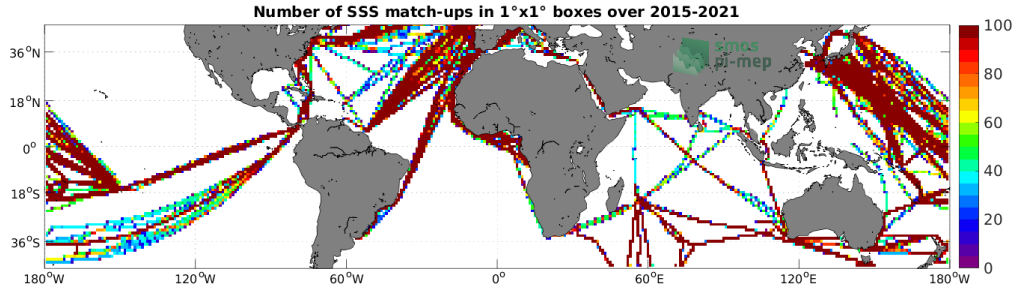 Number of SSS match-ups in 1°x1° boxes over 2015-2021
smos
pi-mep
36°N
18°N
0°
18°S
36°S
180°W
120°W
60°W
0°
60°E
120°E
180°W
100
80
60
40
20
0